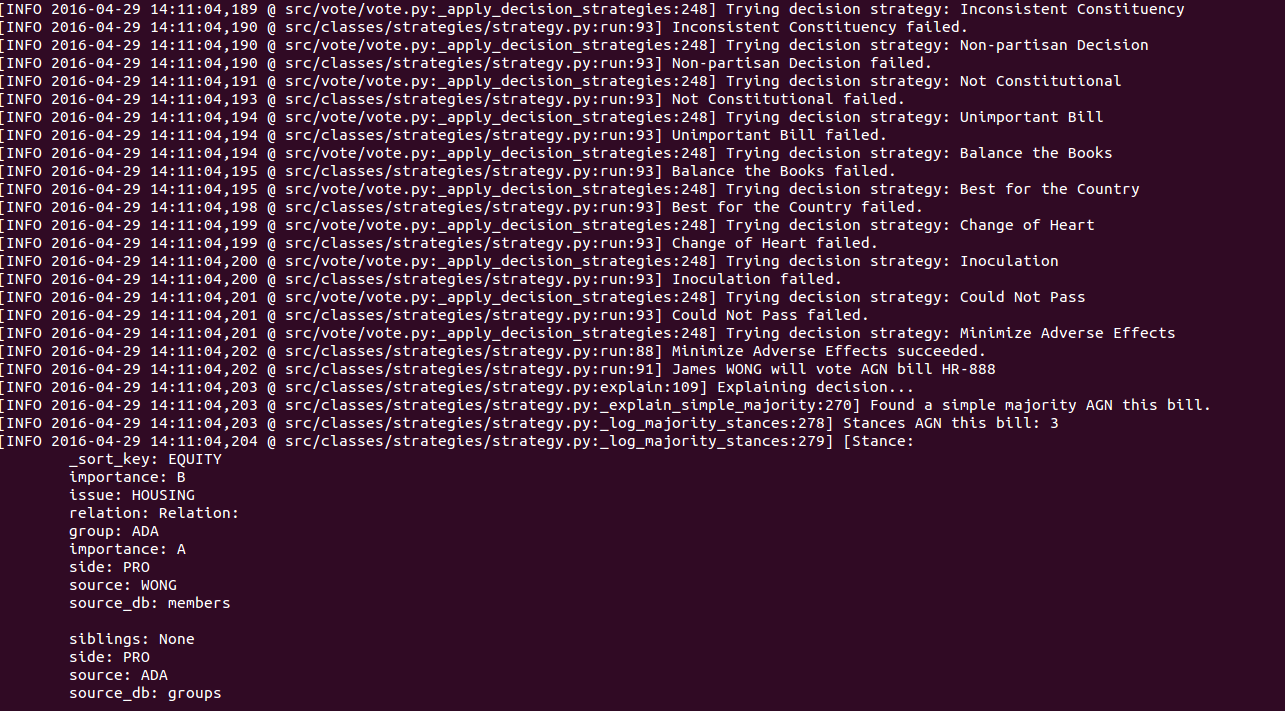 [INFO 2016-04-29 14:11:04,189 @ src/vote/vote.py:_apply_decision_strategies:248] Trying decision strategy: Inconsistent Constituency
[INFO 2016-04-29 14:11:04,190 @ src/classes/strategies/strategy.py:run:93] Inconsistent Constituency failed.
[INFO 2016-04-29 14:11:04,190 @ src/vote/vote.py:_apply_decision_strategies:248] Trying decision strategy: Non-partisan Decision
[INFO 2016-04-29 14:11:04,190 @ src/classes/strategies/strategy.py:run:93] Non-partisan Decision failed.
[INFO 2016-04-29 14:11:04,191 @ src/vote/vote.py:_apply_decision_strategies:248] Trying decision strategy: Not Constitutional
[INFO 2016-04-29 14:11:04,193 @ src/classes/strategies/strategy.py:run:93] Not Constitutional failed.
[INFO 2016-04-29 14:11:04,194 @ src/vote/vote.py:_apply_decision_strategies:248] Trying decision strategy: Unimportant Bill
[INFO 2016-04-29 14:11:04,194 @ src/classes/strategies/strategy.py:run:93] Unimportant Bill failed.
[INFO 2016-04-29 14:11:04,194 @ src/vote/vote.py:_apply_decision_strategies:248] Trying decision strategy: Balance the Books
[INFO 2016-04-29 14:11:04,195 @ src/classes/strategies/strategy.py:run:93] Balance the Books failed.
[INFO 2016-04-29 14:11:04,195 @ src/vote/vote.py:_apply_decision_strategies:248] Trying decision strategy: Best for the Country
[INFO 2016-04-29 14:11:04,198 @ src/classes/strategies/strategy.py:run:93] Best for the Country failed.
[INFO 2016-04-29 14:11:04,199 @ src/vote/vote.py:_apply_decision_strategies:248] Trying decision strategy: Change of Heart
[INFO 2016-04-29 14:11:04,199 @ src/classes/strategies/strategy.py:run:93] Change of Heart failed.
[INFO 2016-04-29 14:11:04,200 @ src/vote/vote.py:_apply_decision_strategies:248] Trying decision strategy: Inoculation
[INFO 2016-04-29 14:11:04,200 @ src/classes/strategies/strategy.py:run:93] Inoculation failed.
[INFO 2016-04-29 14:11:04,201 @ src/vote/vote.py:_apply_decision_strategies:248] Trying decision strategy: Could Not Pass
[INFO 2016-04-29 14:11:04,201 @ src/classes/strategies/strategy.py:run:93] Could Not Pass failed.
[INFO 2016-04-29 14:11:04,201 @ src/vote/vote.py:_apply_decision_strategies:248] Trying decision strategy: Minimize Adverse Effects
[INFO 2016-04-29 14:11:04,202 @ src/classes/strategies/strategy.py:run:88] Minimize Adverse Effects succeeded.
[INFO 2016-04-29 14:11:04,202 @ src/classes/strategies/strategy.py:run:91] James WONG will vote AGN bill HR-888
[INFO 2016-04-29 14:11:04,203 @ src/classes/strategies/strategy.py:explain:109] Explaining decision...
[INFO 2016-04-29 14:11:04,203 @ src/classes/strategies/strategy.py:_explain_simple_majority:270] Found a simple majority AGN this bill.
[INFO 2016-04-29 14:11:04,203 @ src/classes/strategies/strategy.py:_log_majority_stances:278] Stances AGN this bill: 3
[INFO 2016-04-29 14:11:04,204 @ src/classes/strategies/strategy.py:_log_majority_stances:279] [Stance:
_sort_key: EQUITY
importance: B
issue: HOUSING
relation: Relation:
group: ADA
importance: A
side: PRO
source: WONG
source_db: members
siblings: None
side: PRO
source: ADA
source_db: groups